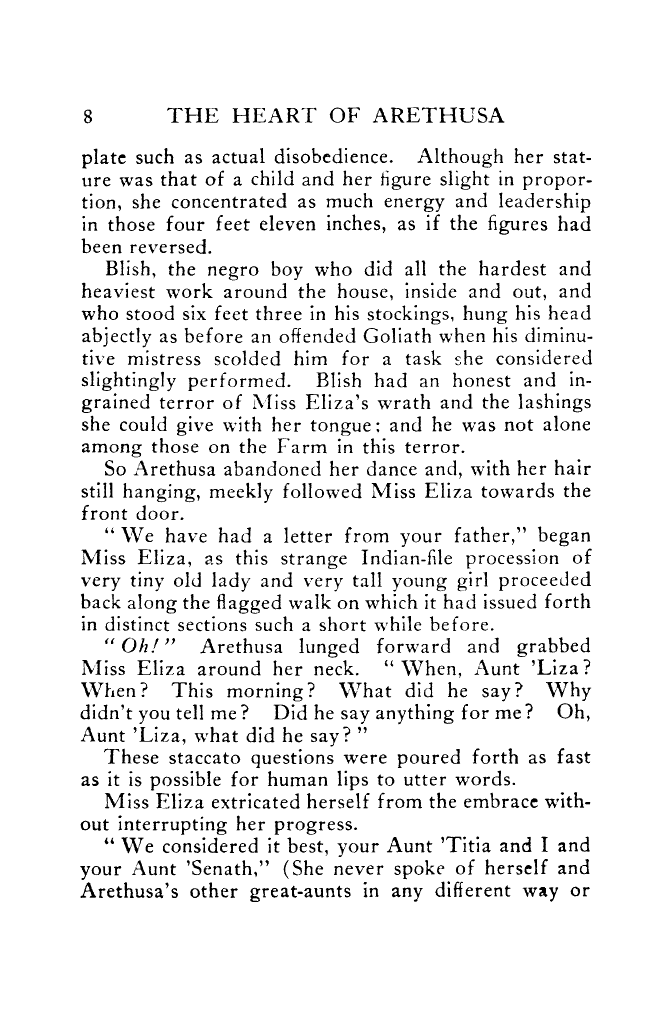 8 THE HEART OF ARETHUSA
plate such as actual disobedience. Although her stat-
ure was that of a child and her figure slight in propor-
tion, she concentrated as much energy and leadership
in those four feet eleven inches, as if the figures had
been reversed.
Blish, the negro boy who did all the hardest and
heaviest work around the house, inside and out, and
who stood six feet three in his stockings, hung his head
abjectly as before an offended Goliath when his diminu-
tive mistress scolded him for a task she considered
slightingly performed. Blish had an honest and in-
grained terror of Miss Eliza's wrath and the lashings
she could give with her tongue; and he was not alone
among those on the Farm in this terror.
So Arethusa abandoned her dance and, with her hair
still hanging, meekly followed Miss Eliza towards the
front door.
"We have had a letter from your father," began
Miss Eliza, as this strange Indian-file procession of
very tiny old lady and very tall young girl proceeded
back along the flagged walk on which it had issued forth
in distinct sections such a short while before.
"Oh!" Arethusa lunged forward and grabbed
Miss Eliza around her neck. "When, Aunt 'Liza?
When? This morning? What did he say? Why
didn't you tell me? Did he say anything for me? Oh,
Aunt 'Liza, what did he say?"
These staccato questions were poured forth as fast
as it is possible for human lips to utter words.
Miss Eliza extricated herself from the embrace with-
out interrupting her progress.
"We considered it best, your Aunt 'Titia and I and
your Aunt 'Senath," (She never spoke of herself and
Arethusa's other great-aunts in any different way or